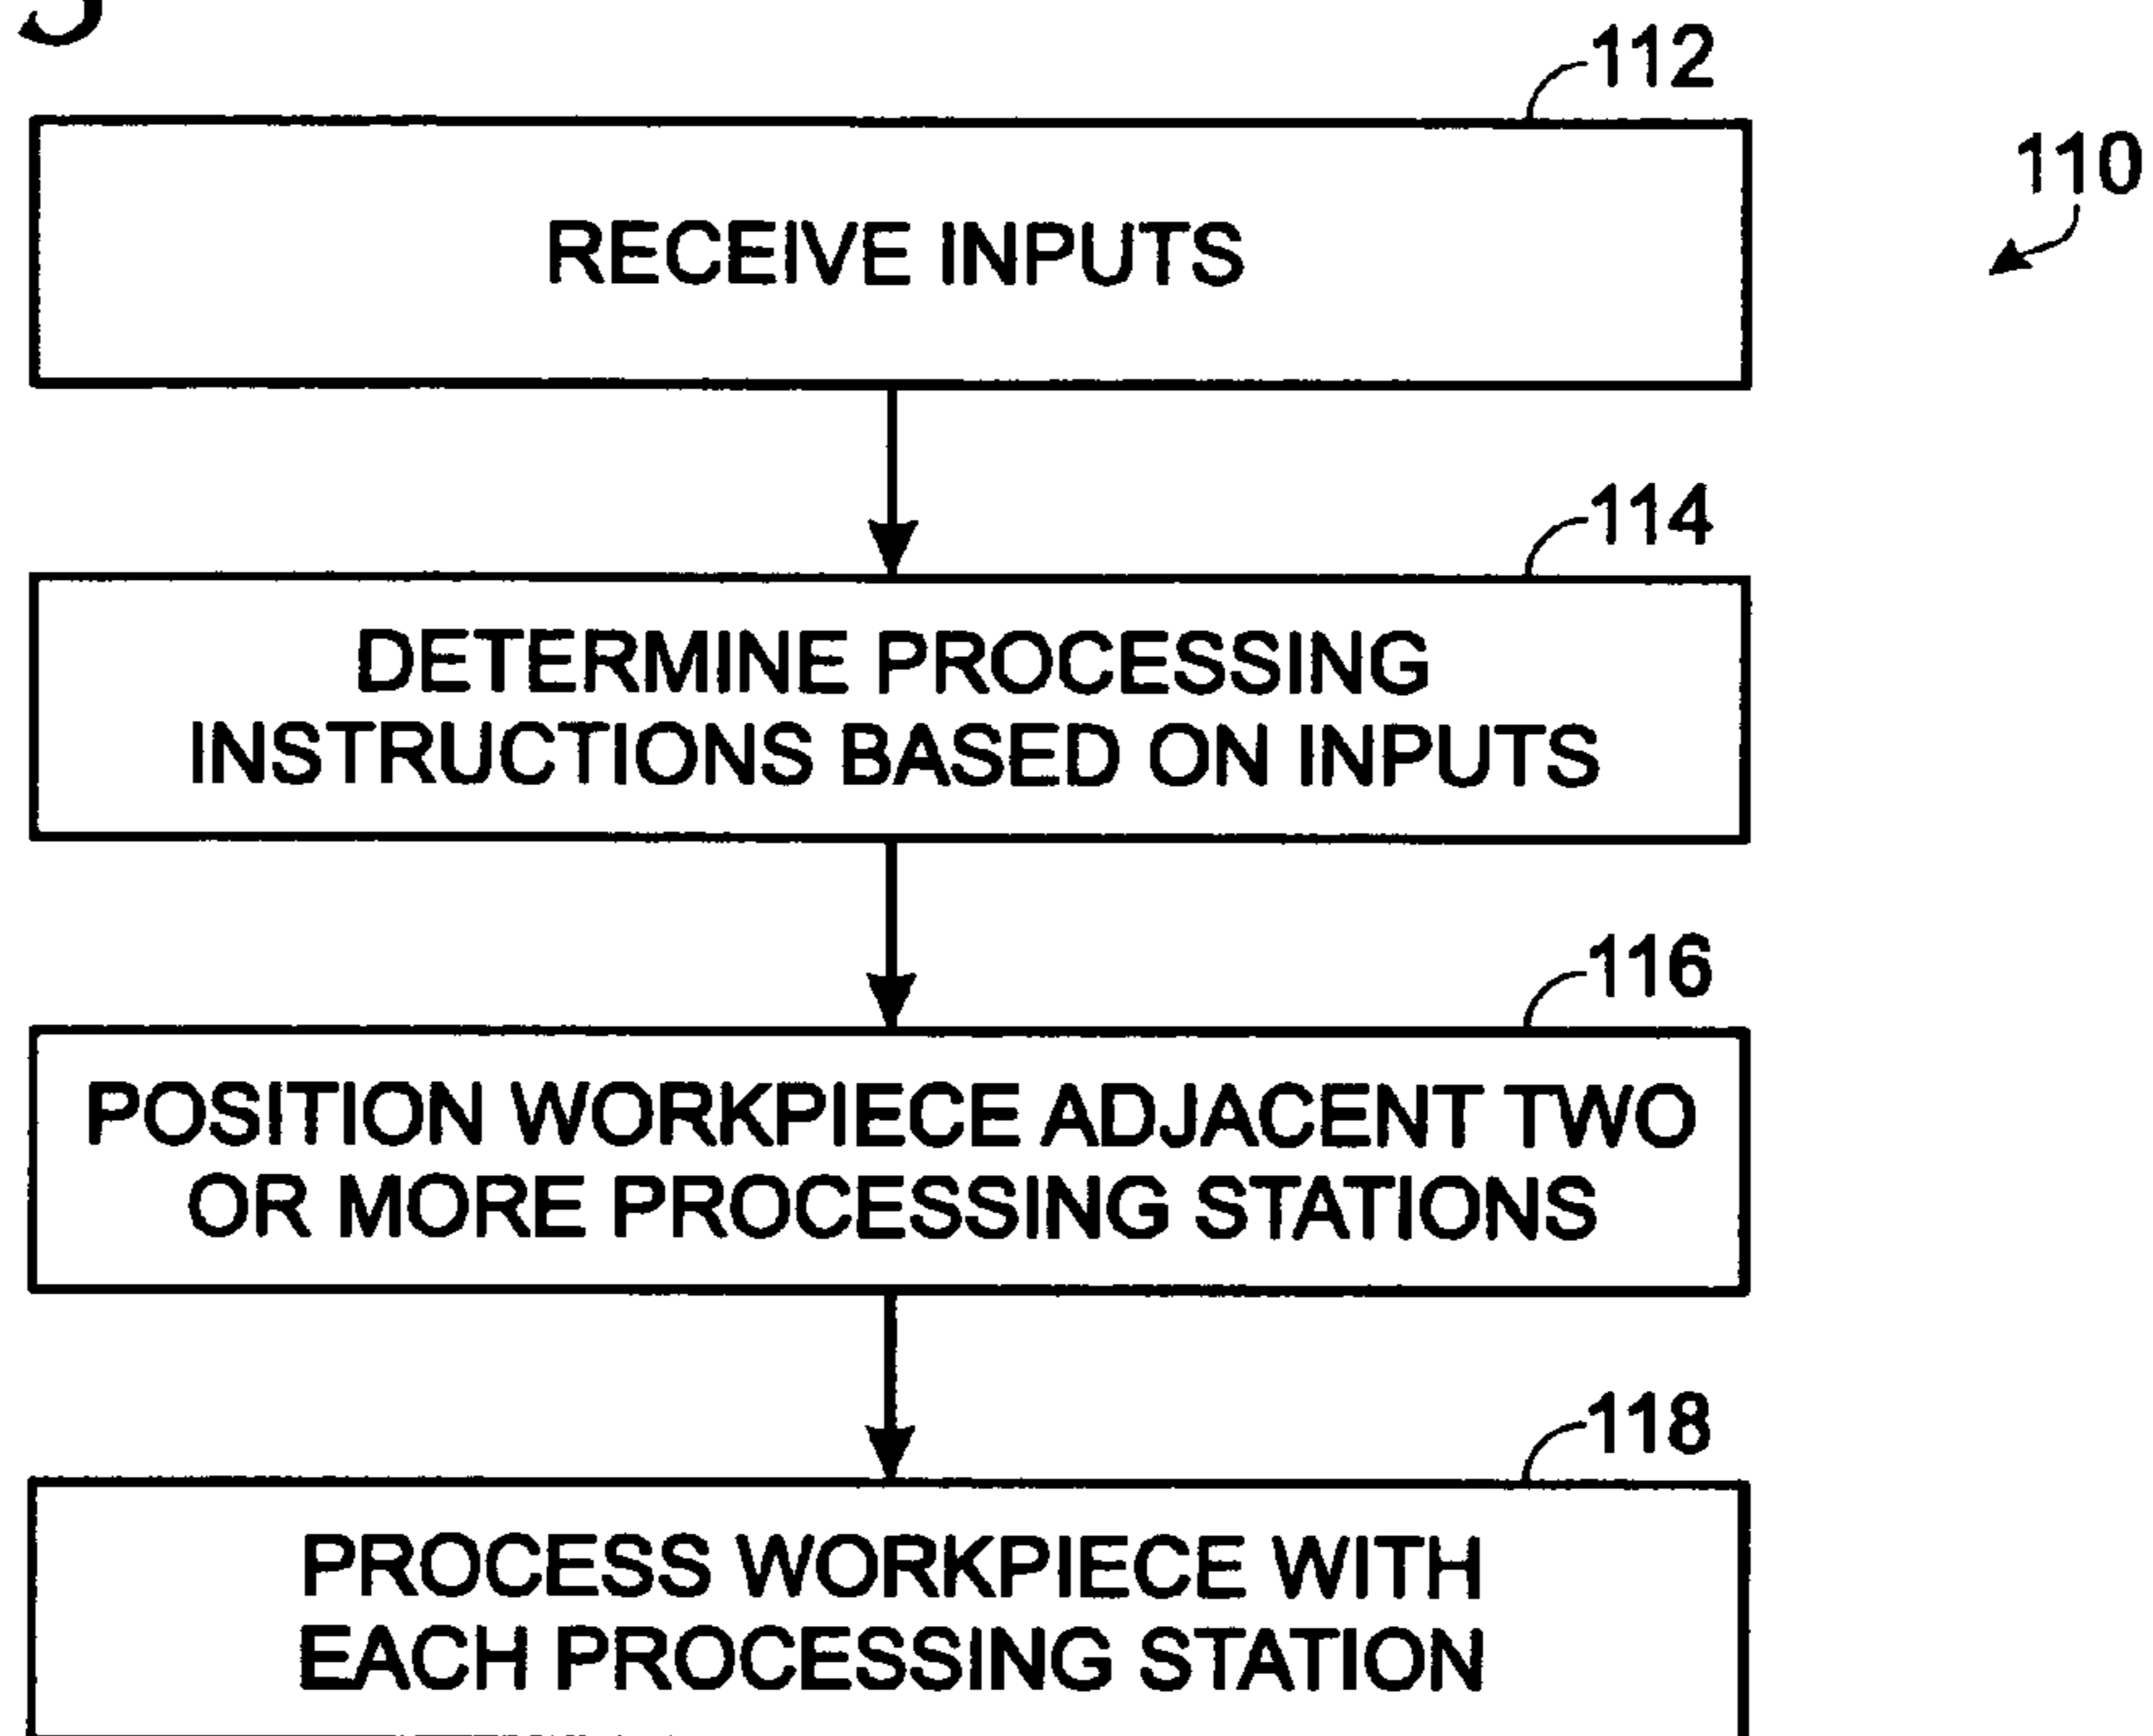 112
110
RECEIVE INPUTS
114
DETERMINE PROCESSING
INSTRUCTIONS BASED ON INPUTS
116
POSITION WORKPIECE ADJACENT TWO
OR MORE PROCESSING STATIONS
118
PROCESS WORKPIECE WITH
EACH PROCESSING STATION